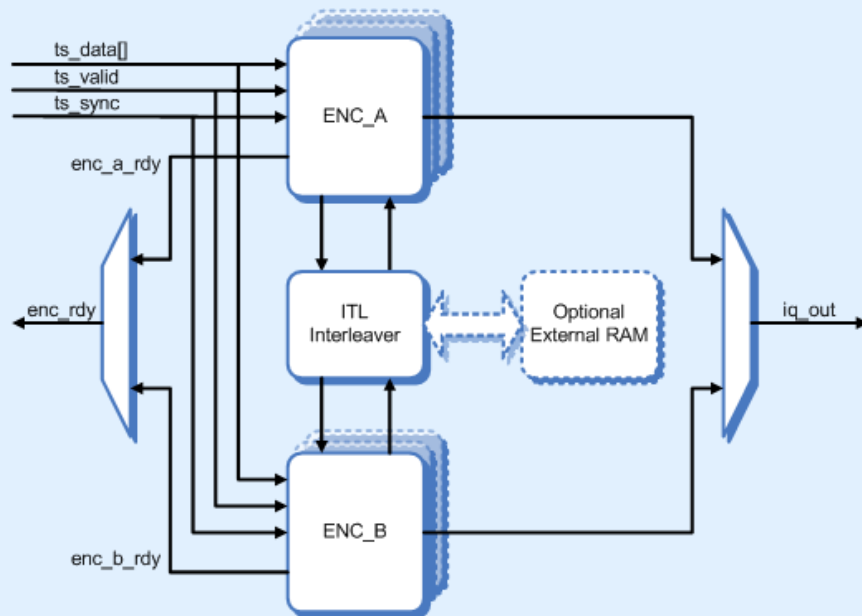 ts_data[]
ts_valid
ts_sync
ENC_A
enc_a_rdy
enc_rdy
ITL
Interleaver
Optional
External RAM
iq_out
ENC_B
enc_b_rdy